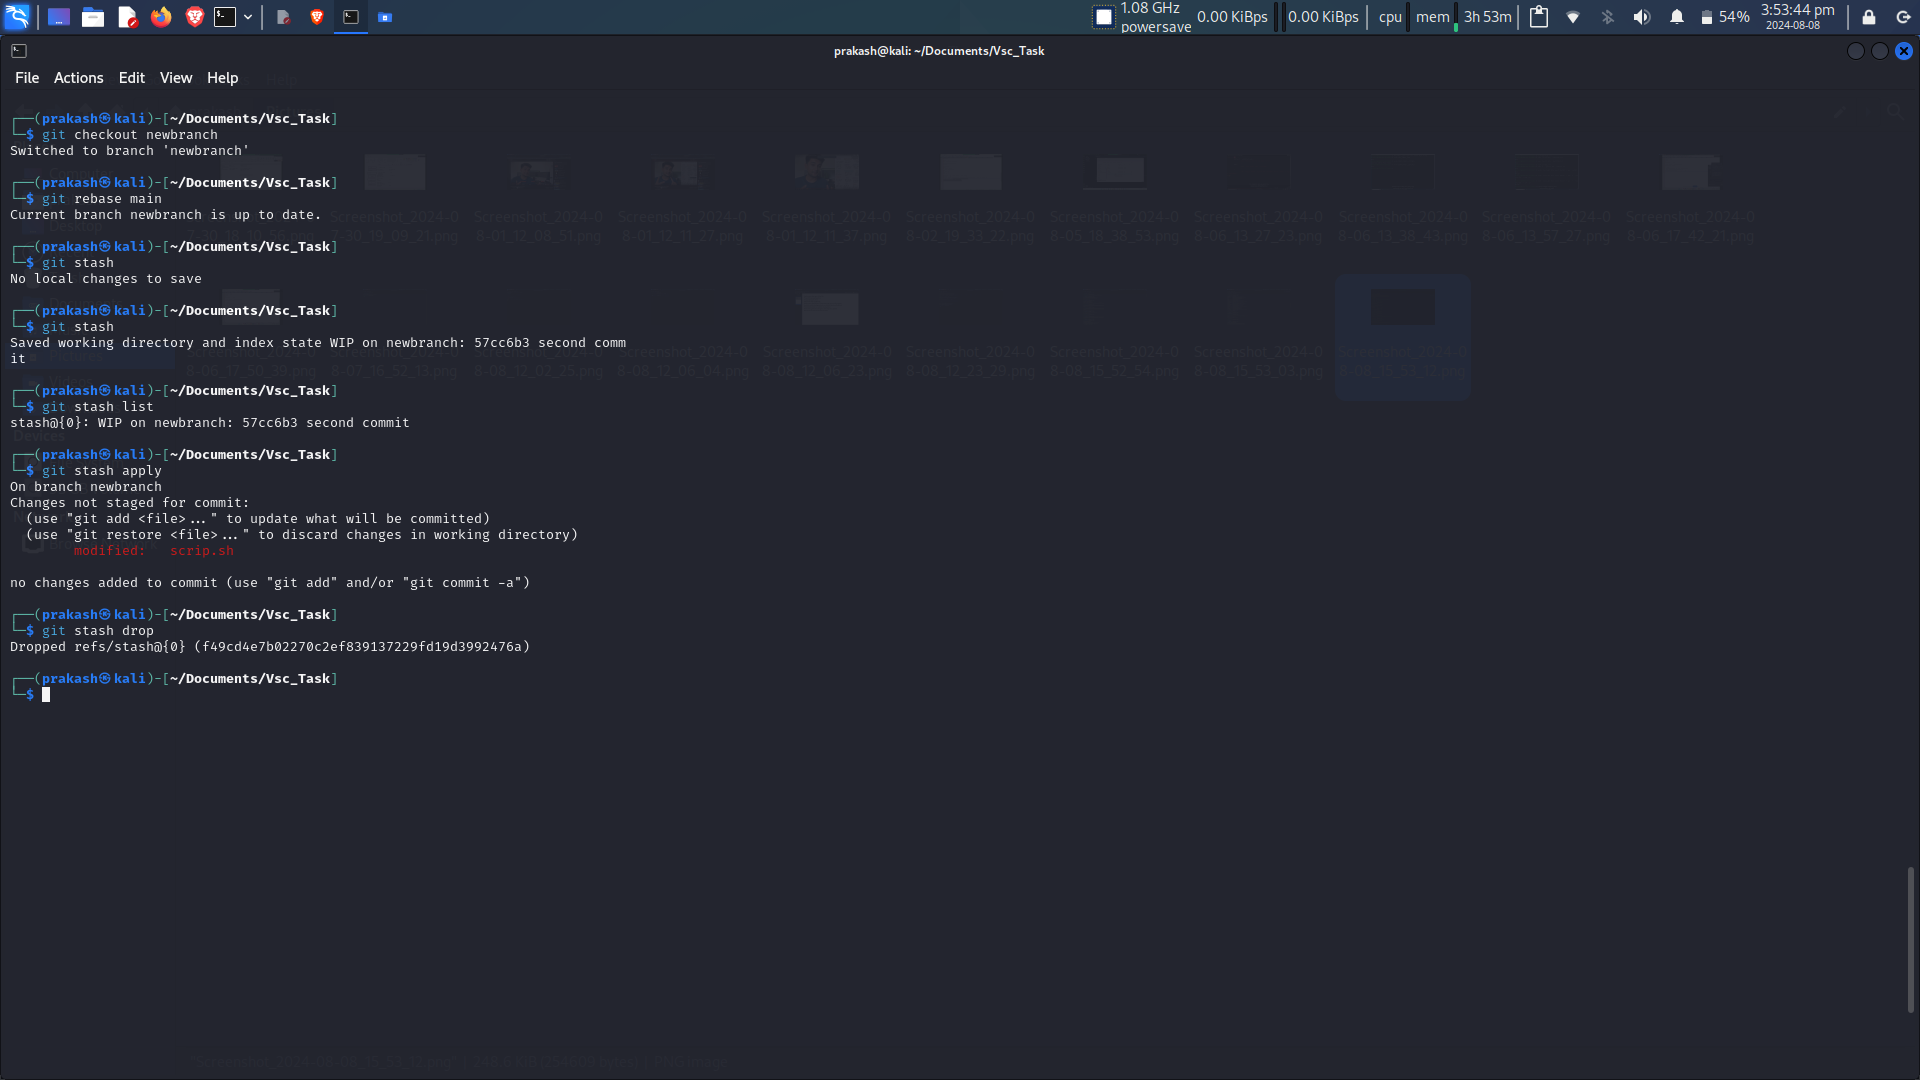 1.08 GHz
powersave
0.00 KiBps
0.00 KiBps
cpu
mem
3h 53m
54%
3:53:44 pm
2024-08-08
prakash@kali: ~/Documents/Vsc_Task
File Actions Edit View Help
┌──(prakash㉿kali)-[~/Documents/Vsc_Task]
└─$ git checkout newbranch
Switched to branch 'newbranch'
┌──(prakash㉿kali)-[~/Documents/Vsc_Task]
└─$ git rebase main
Current branch newbranch is up to date.
┌──(prakash㉿kali)-[~/Documents/Vsc_Task]
└─$ git stash
No local changes to save
┌──(prakash㉿kali)-[~/Documents/Vsc_Task]
└─$ git stash
Saved working directory and index state WIP on newbranch: 57cc6b3 second comm
it
┌──(prakash㉿kali)-[~/Documents/Vsc_Task]
└─$ git stash list
stash@{0}: WIP on newbranch: 57cc6b3 second commit
┌──(prakash㉿kali)-[~/Documents/Vsc_Task]
└─$ git stash apply
On branch newbranch
Changes not staged for commit:
  (use "git add <file>..." to update what will be committed)
  (use "git restore <file>..." to discard changes in working directory)
        modified:   scrip.sh
no changes added to commit (use "git add" and/or "git commit -a")
┌──(prakash㉿kali)-[~/Documents/Vsc_Task]
└─$ git stash drop
Dropped refs/stash@{0} (f49cd4e7b02270c2ef839137229fd19d3992476a)
┌──(prakash㉿kali)-[~/Documents/Vsc_Task]
└─$